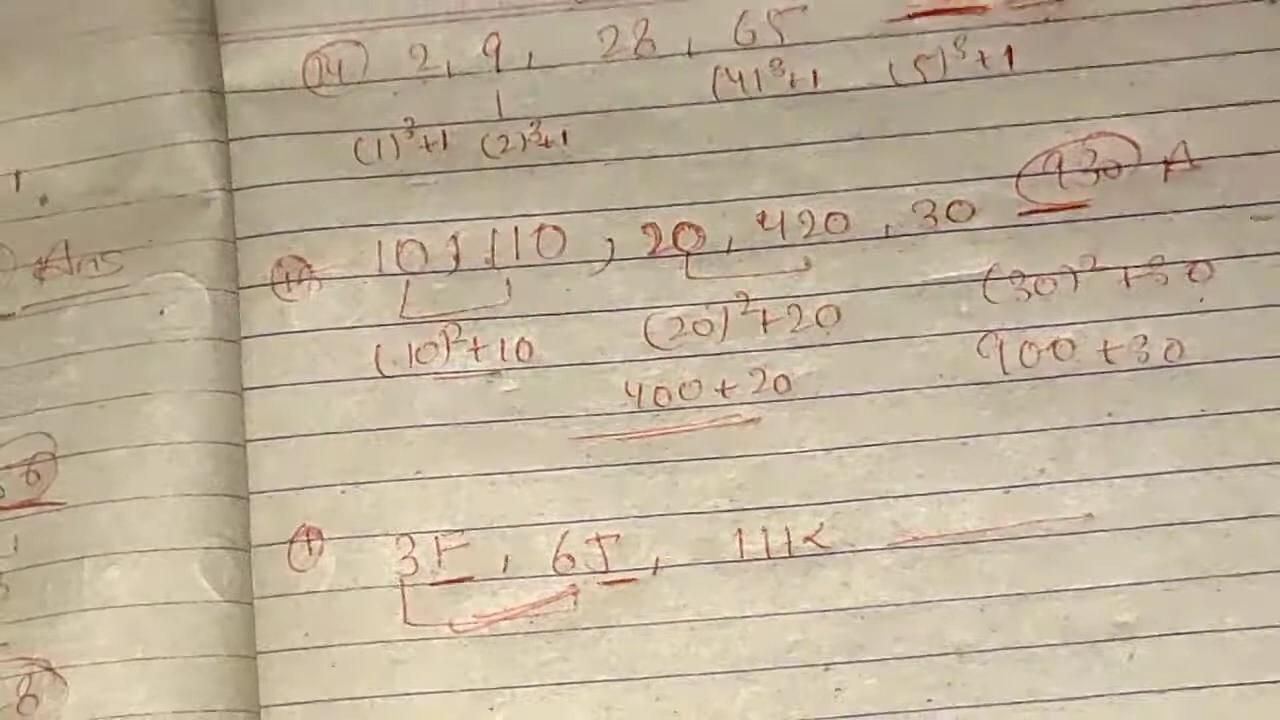 (14) 2, 9, 28, 65
(4)³+1 (5)³+1
(1)³+1 (2)³+1
930 A
10, 110, 20, 420, 30
Ans
(30)²+30
(10)²+10 (20)²+20
900+30
400+20
3F, 6J, 11K
8